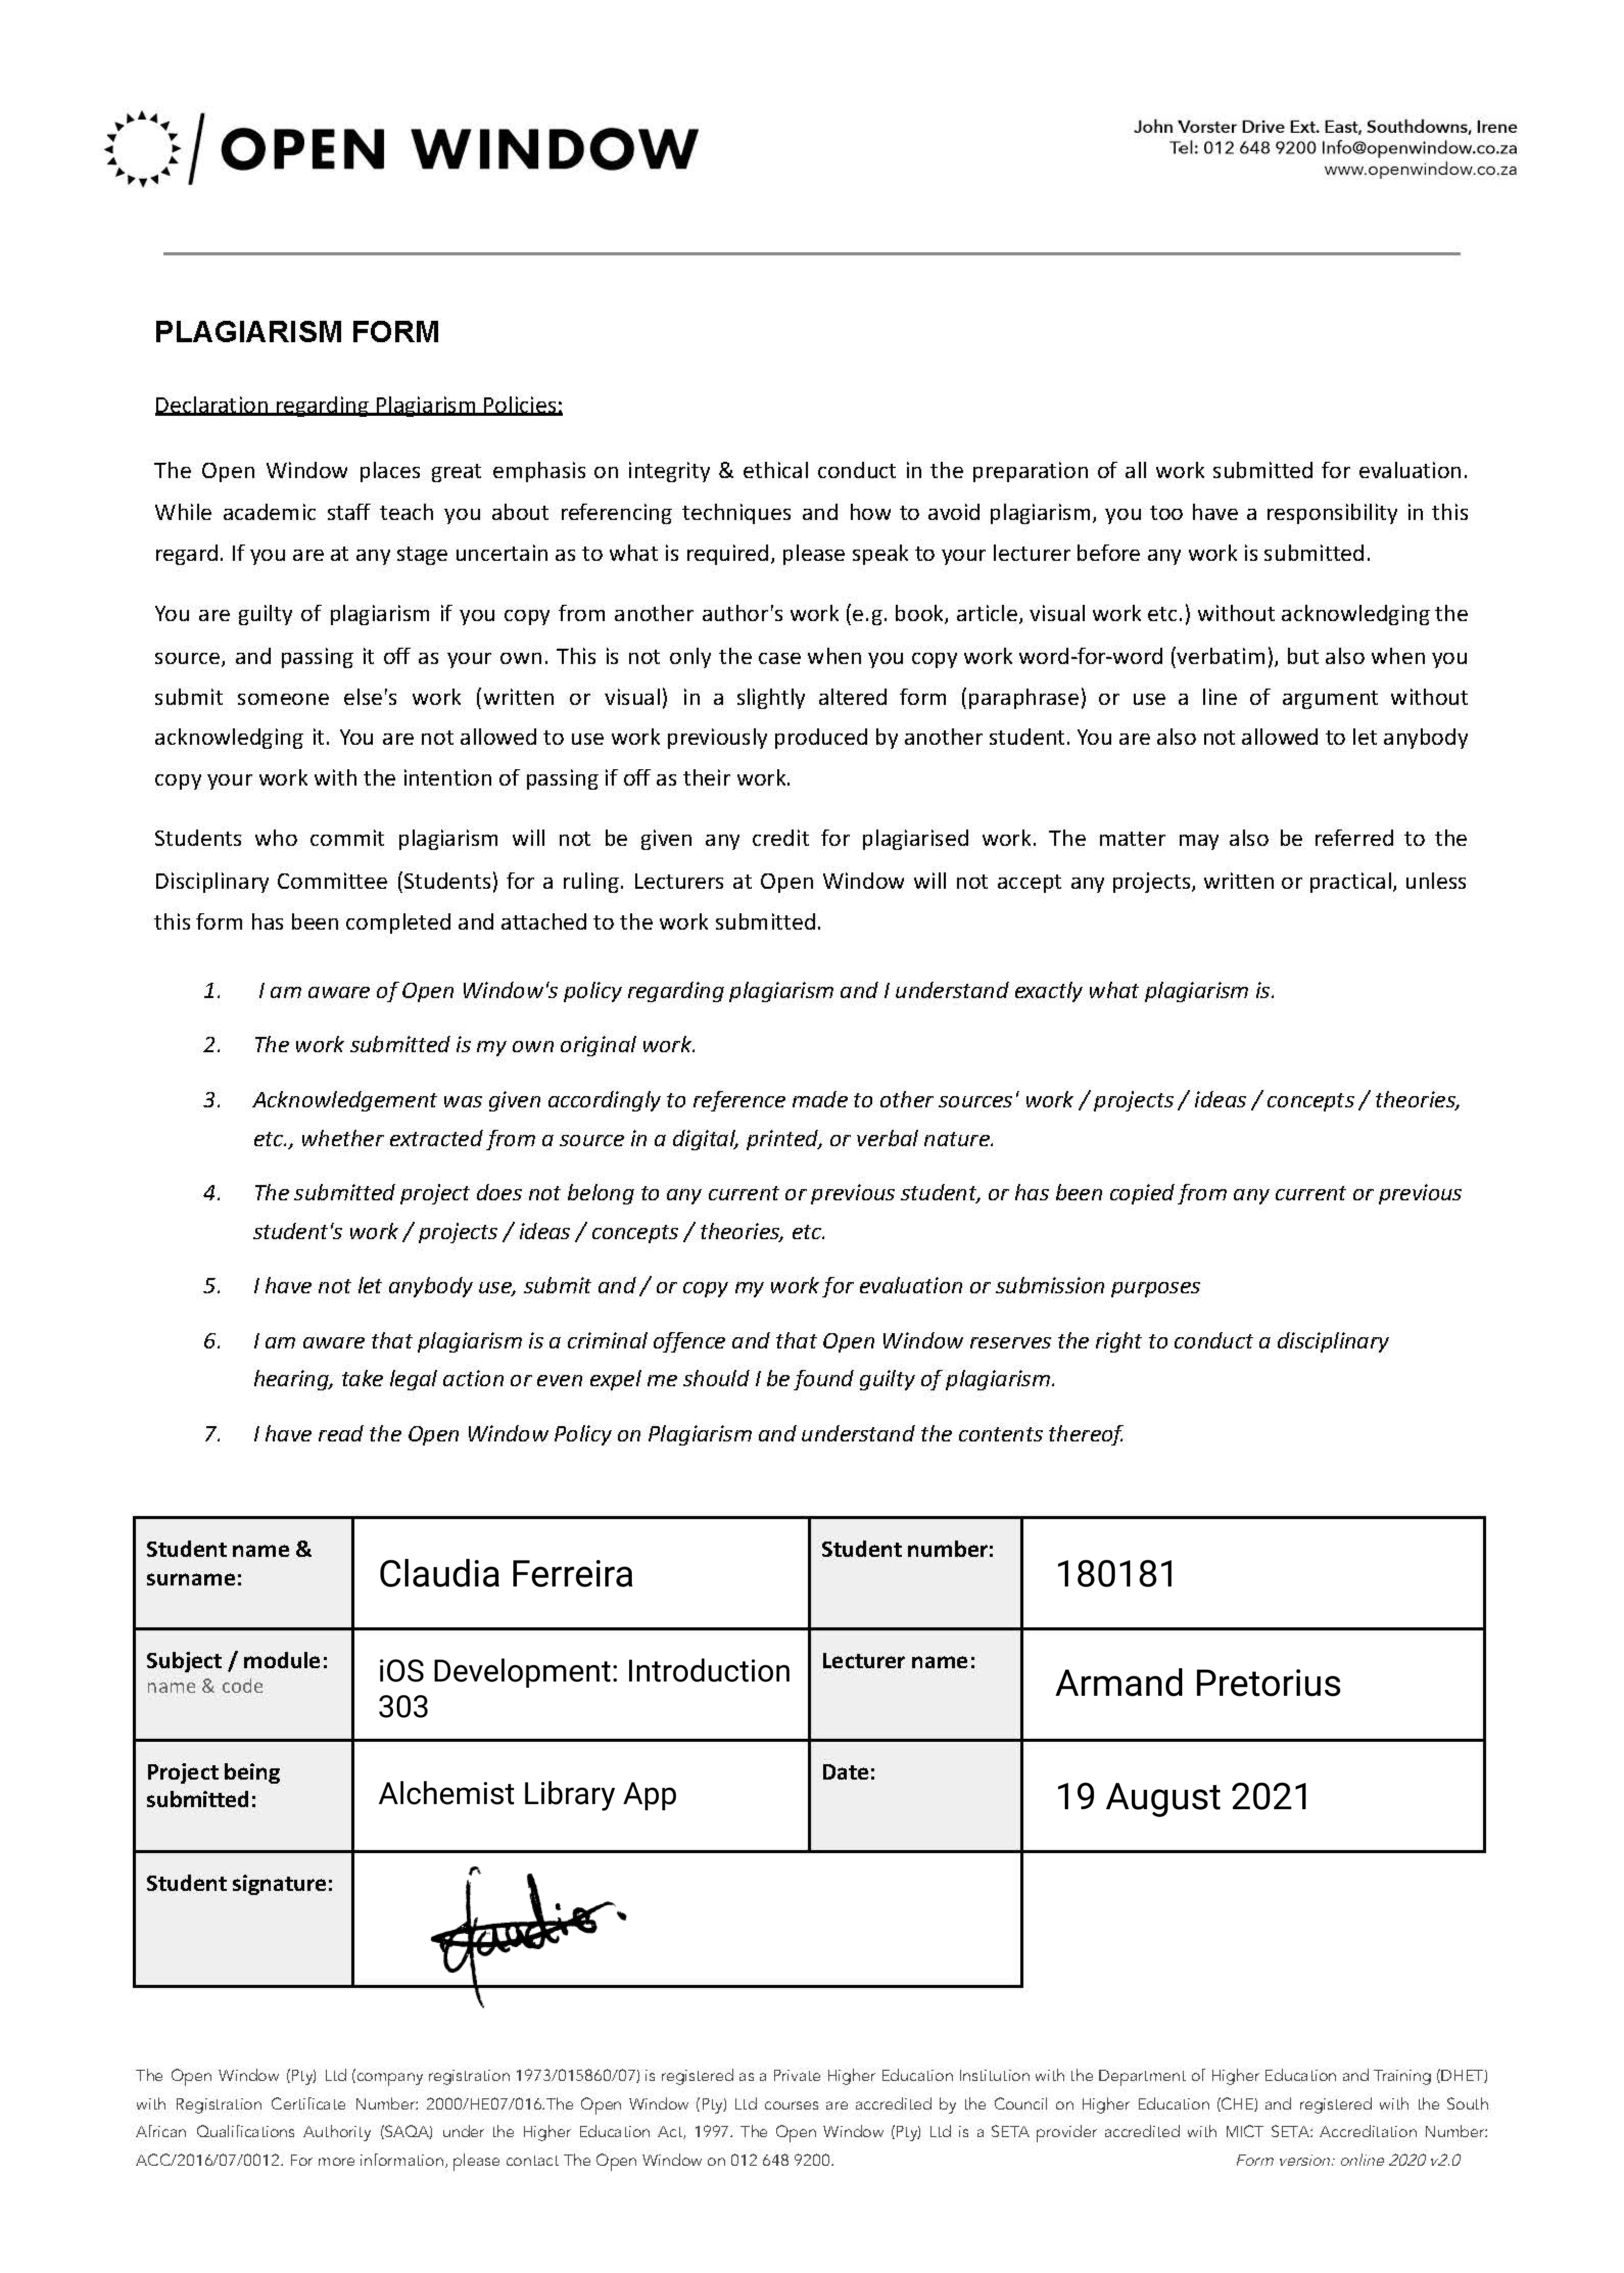 OPEN WINDOW
John Vorster Drive Ext. East, Southdowns, Irene
Tel: 012 648 9200 Info@openwindow.co.za
www.openwindow.co.za
PLAGIARISM FORM
Declaration regarding Plagiarism Policies:
The Open Window places great emphasis on integrity & ethical conduct in the preparation of all work submitted for evaluation.
While academic staff teach you about referencing techniques and how to avoid plagiarism, you too have a responsibility in this
regard. If you are at any stage uncertain as to what is required, please speak to your lecturer before any work is submitted.
You are guilty of plagiarism if you copy from another author's work (e.g. book, article, visual work etc.) without acknowledging the
source, and passing it off as your own. This is not only the case when you copy work word-for-word (verbatim), but also when you
submit someone else's work (written or visual) in a slightly altered form (paraphrase) or use a line of argument without
acknowledging it. You are not allowed to use work previously produced by another student. You are also not allowed to let anybody
copy your work with the intention of passing if off as their work.
Students who commit plagiarism will not be given any credit for plagiarised work. The matter may also be referred to the
Disciplinary Committee (Students) for a ruling. Lecturers at Open Window will not accept any projects, written or practical, unless
this form has been completed and attached to the work submitted.
1. I am aware of Open Window's policy regarding plagiarism and I understand exactly what plagiarism is.
2. The work submitted is my own original work.
3. Acknowledgement was given accordingly to reference made to other sources' work / projects / ideas / concepts / theories,
etc., whether extracted from a source in a digital, printed, or verbal nature.
4. The submitted project does not belong to any current or previous student, or has been copied from any current or previous
student's work / projects / ideas / concepts / theories, etc.
5. I have not let anybody use, submit and / or copy my work for evaluation or submission purposes
6. I am aware that plagiarism is a criminal offence and that Open Window reserves the right to conduct a disciplinary
hearing, take legal action or even expel me should I be found guilty of plagiarism.
7. I have read the Open Window Policy on Plagiarism and understand the contents thereof.
Student name &
surname:
Claudia Ferreira
Student number:
180181
Subject / module:
name & code
iOS Development: Introduction
303
Lecturer name:
Armand Pretorius
Project being
submitted:
Alchemist Library App
Date:
19 August 2021
Student signature:
The Open Window (Pty) Ltd (company registration 1973/015860/07) is registered as a Private Higher Education Institution with the Department of Higher Education and Training (DHET)
with Registration Certificate Number: 2000/HE07/016.The Open Window (Pty) Ltd courses are accredited by the Council on Higher Education (CHE) and registered with the South
African Qualifications Authority (SAQA) under the Higher Education Act, 1997. The Open Window (Pty) Ltd is a SETA provider accredited with MICT SETA: Accreditation Number:
ACC/2016/07/0012. For more information, please contact The Open Window on 012 648 9200.
Form version: online 2020 v2.0